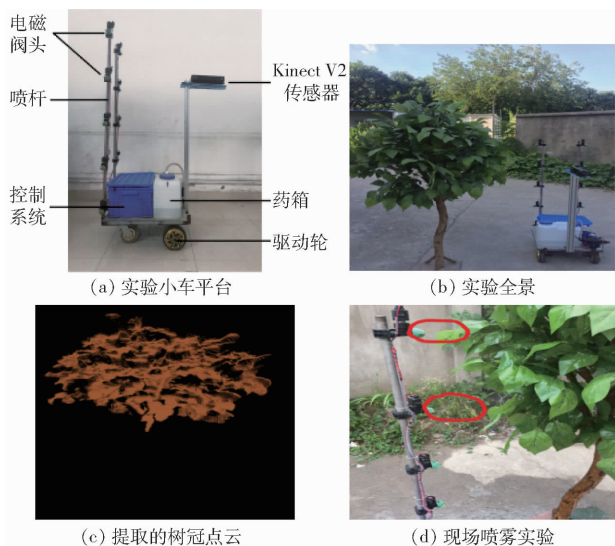 电磁
阀头
喷杆
控制
系统
Kinect V2
传感器
药箱
驱动轮
(a) 实验小车平台
(b) 实验全景
(c) 提取的树冠点云
(d) 现场喷雾实验